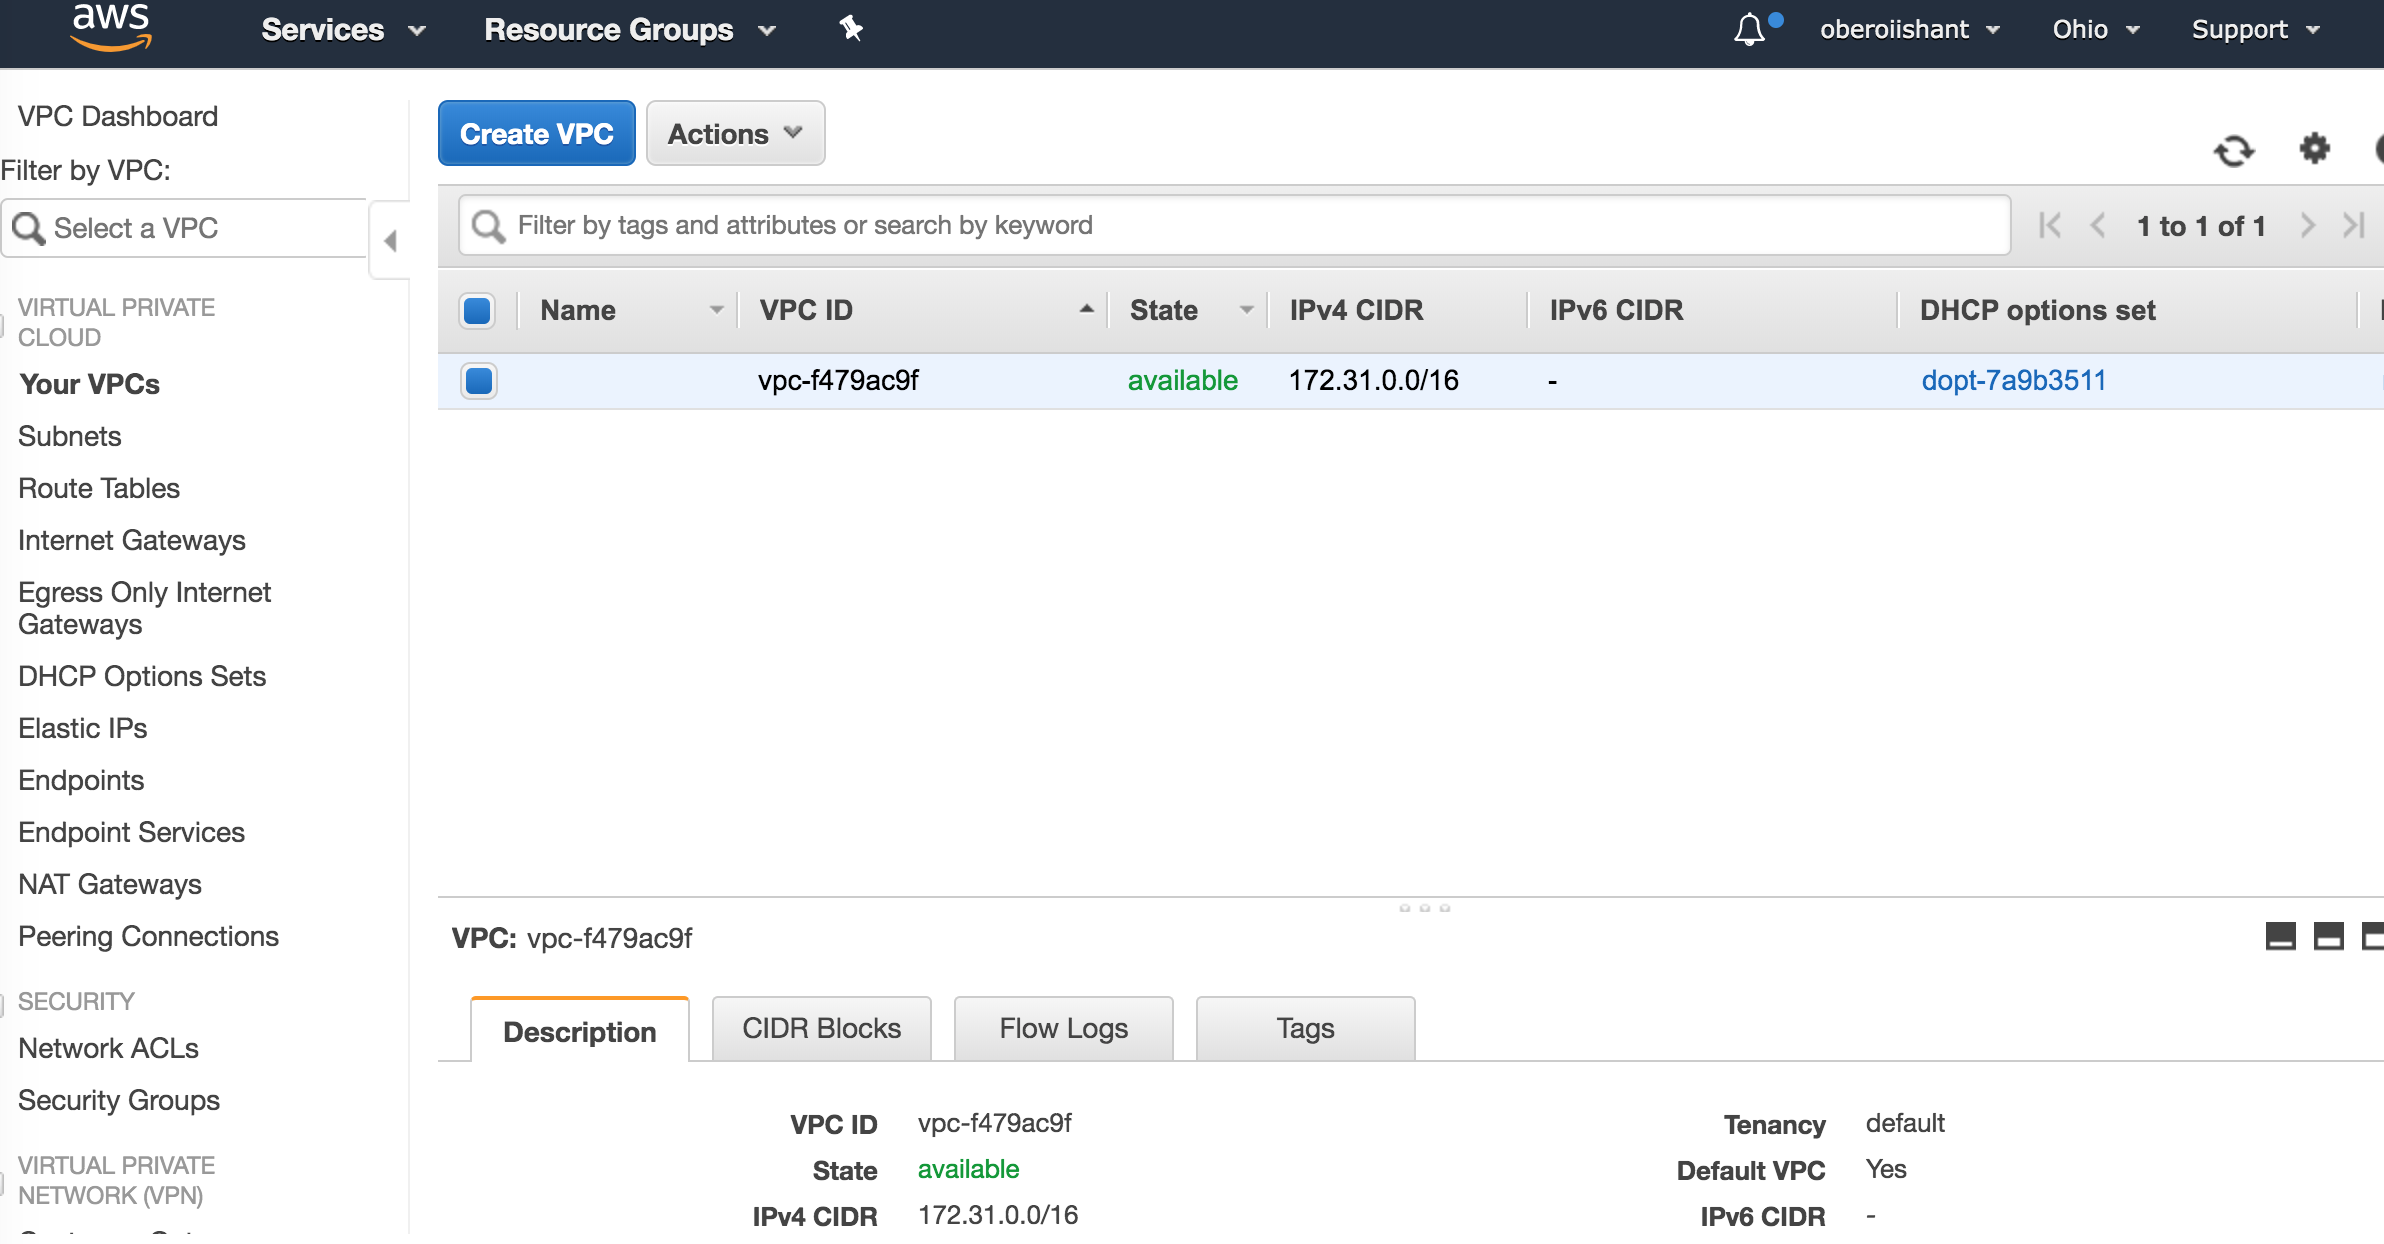 aws
Services
Resource Groups
oberoiishant
Ohio
Support
VPC Dashboard
Filter by VPC:
Select a VPC
VIRTUAL PRIVATE
CLOUD
Your VPCs
Subnets
Route Tables
Internet Gateways
Egress Only Internet
Gateways
DHCP Options Sets
Elastic IPs
Endpoints
Endpoint Services
NAT Gateways
Peering Connections
SECURITY
Network ACLs
Security Groups
VIRTUAL PRIVATE
NETWORK (VPN)
Create VPC
Actions
Filter by tags and attributes or search by keyword
1 to 1 of 1
Name VPC ID State IPv4 CIDR IPv6 CIDR DHCP options set
vpc-f479ac9f available 172.31.0.0/16 - dopt-7a9b3511
VPC: vpc-f479ac9f
Description CIDR Blocks Flow Logs Tags
VPC ID vpc-f479ac9f Tenancy default
State available Default VPC Yes
IPv4 CIDR 172.31.0.0/16 IPv6 CIDR -